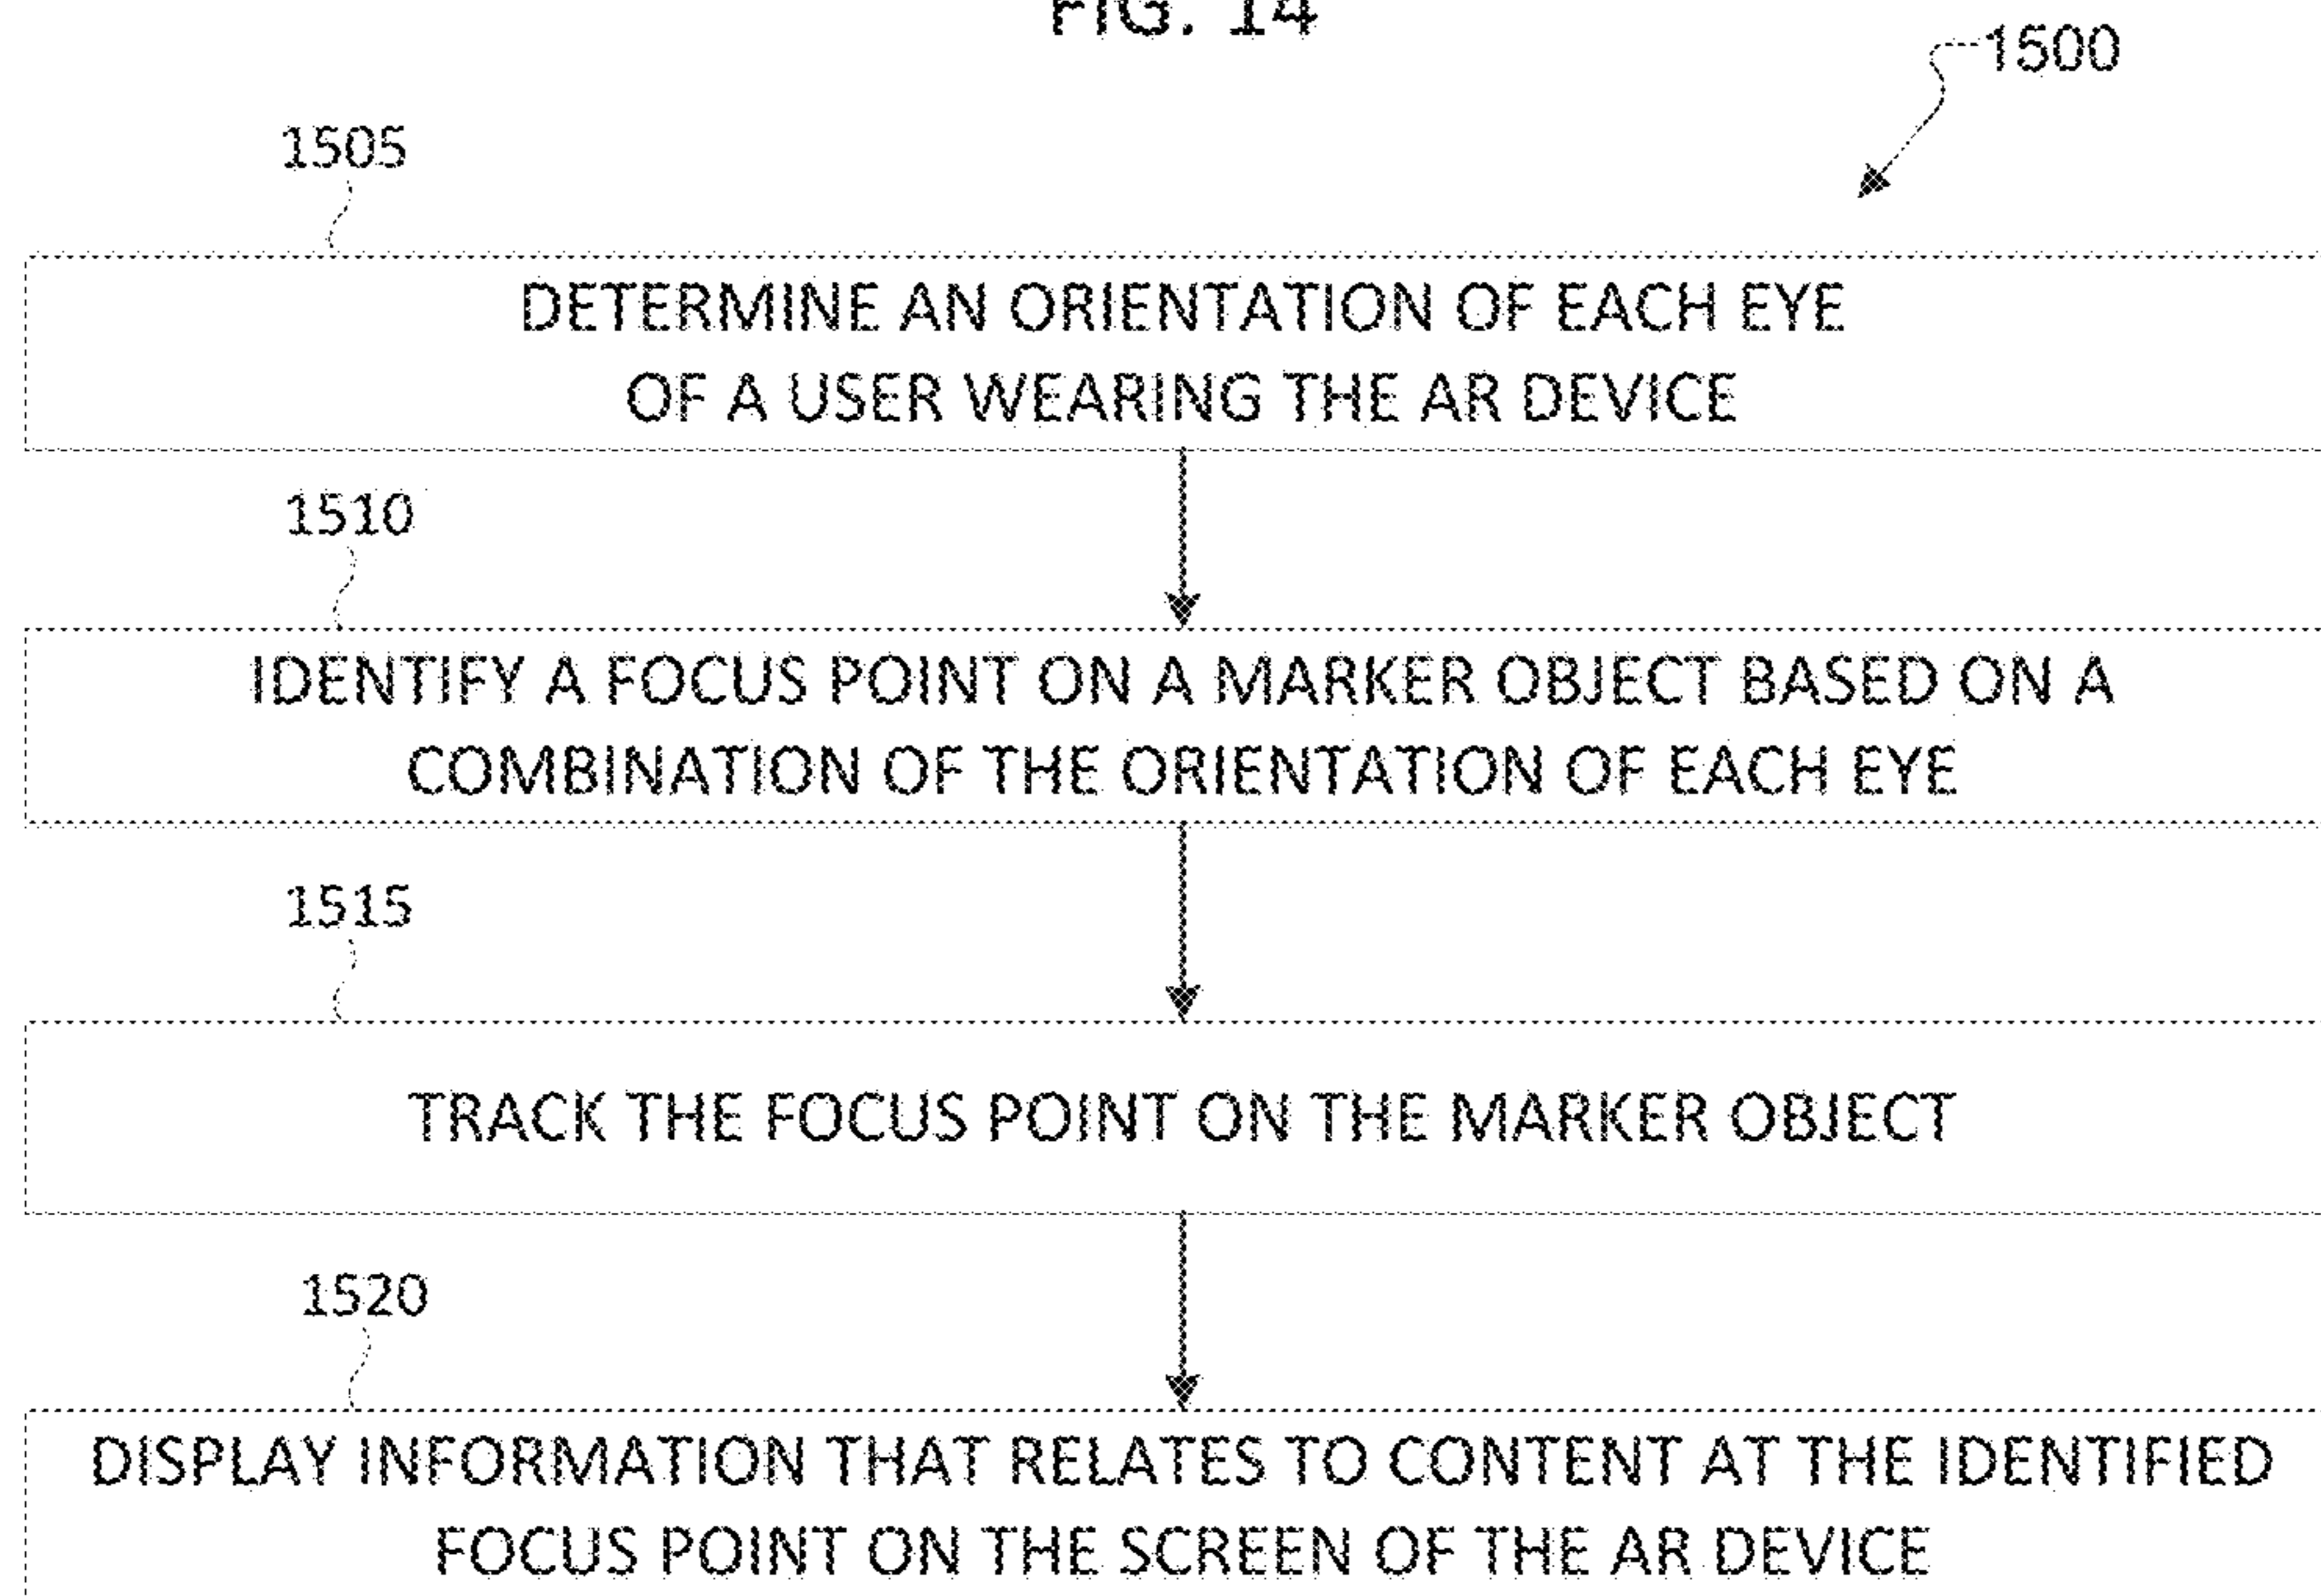 FIG. 14
1500
1505
DETERMINE AN ORIENTATION OF EACH EYE
OF A USER WEARING THE AR DEVICE
1510
IDENTIFY A FOCUS POINT ON A MARKER OBJECT BASED ON A
COMBINATION OF THE ORIENTATION OF EACH EYE
1515
TRACK THE FOCUS POINT ON THE MARKER OBJECT
1520
DISPLAY INFORMATION THAT RELATES TO CONTENT AT THE IDENTIFIED
FOCUS POINT ON THE SCREEN OF THE AR DEVICE